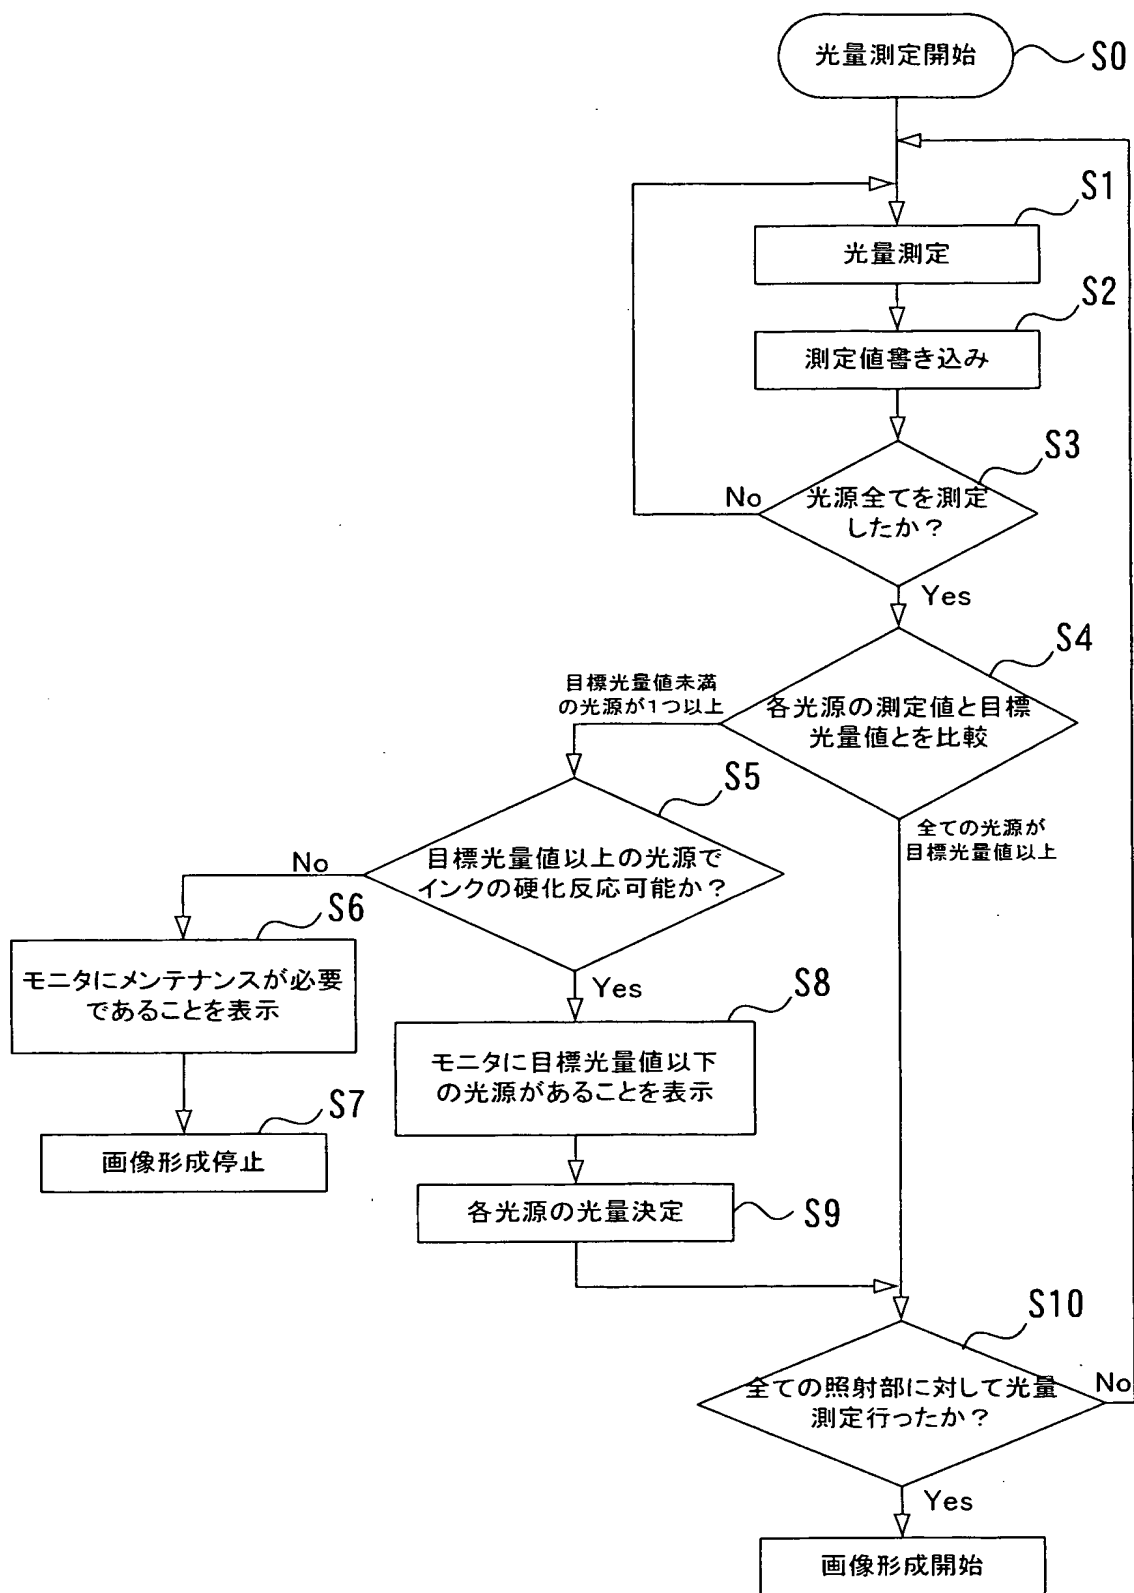 光量測定開始
S0
S1
光量測定
S2
測定値書き込み
S3
光源全てを測定
したか？
No
Yes
S4
各光源の測定値と目標
光量値とを比較
目標光量値未満
の光源が1つ以上
全ての光源が
目標光量値以上
S5
目標光量値以上の光源で
インクの硬化反応可能か？
No
Yes
S6
モニタにメンテナンスが必要
であることを表示
S7
画像形成停止
S8
モニタに目標光量値以下
の光源があることを表示
各光源の光量決定
S9
S10
全ての照射部に対して光量
測定行ったか？
No
Yes
画像形成開始